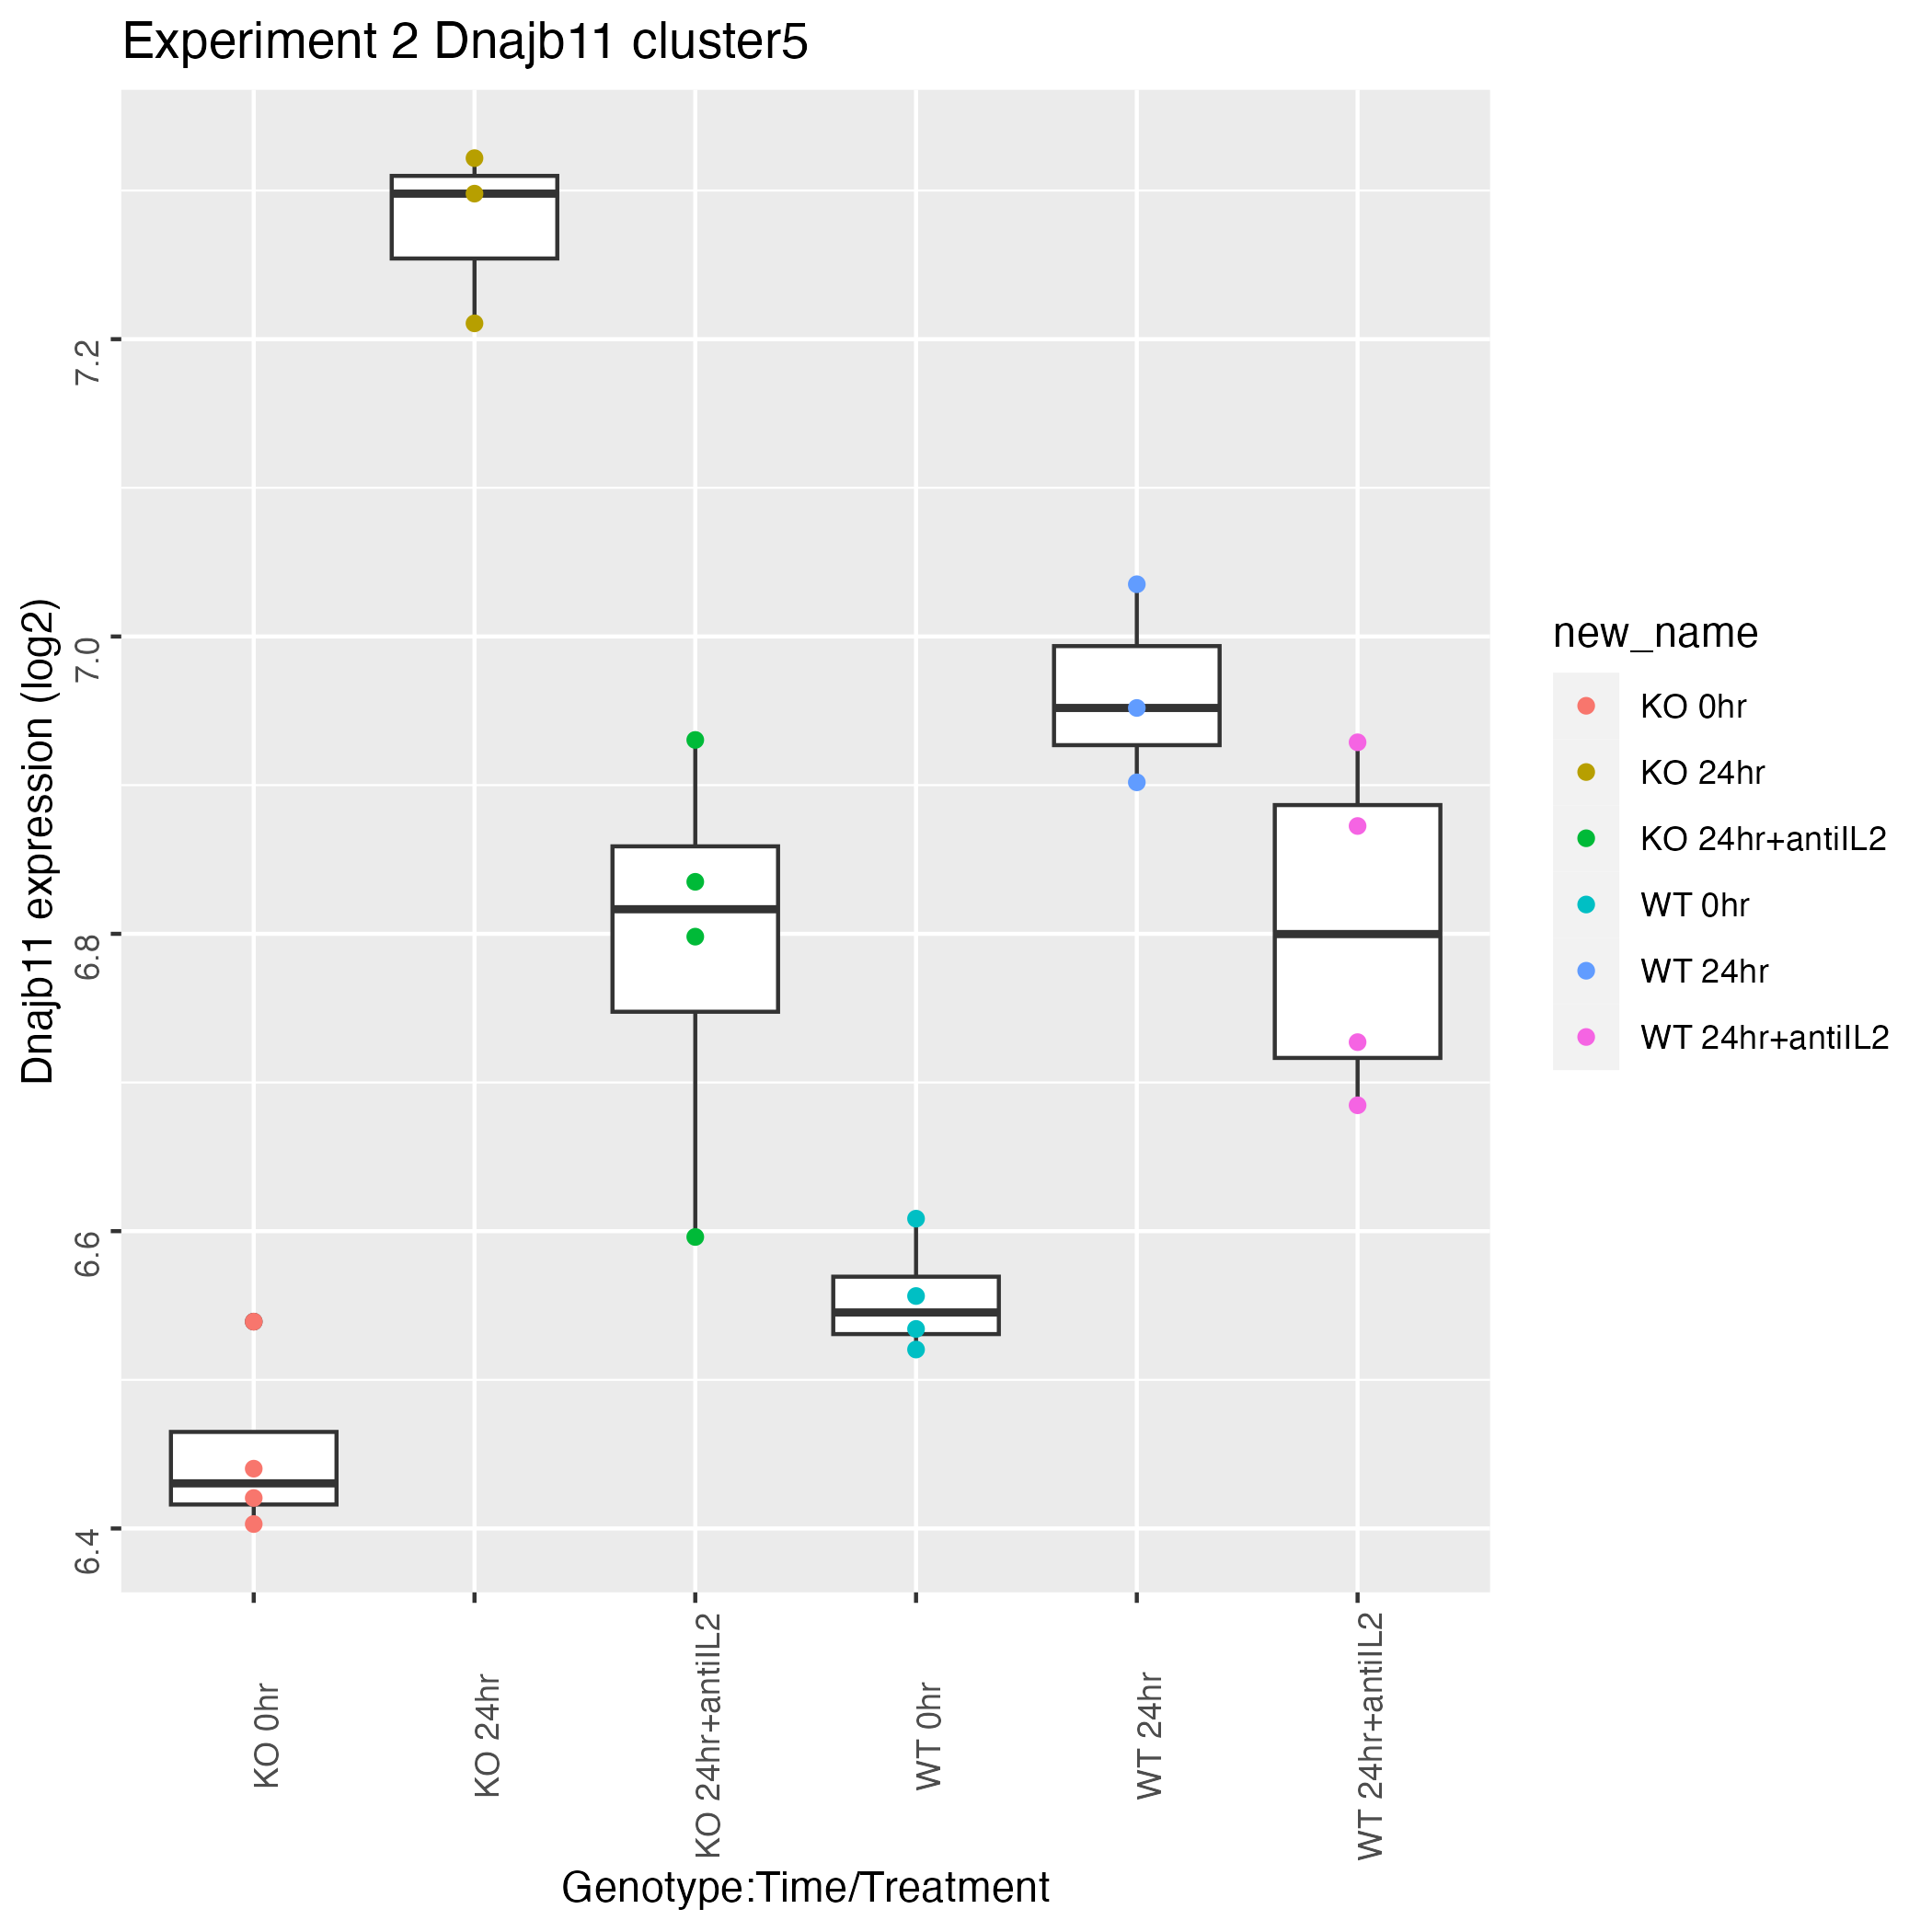 Experiment 2 Dnajb11 cluster5
Dnajb11 expression (log2)
7.2
7.0
6.8
6.6
6.4
KO 0hr
KO 24hr
KO 24hr+antiIL2
WT 0hr
WT 24hr
WT 24hr+antiIL2
Genotype:Time/Treatment
new_name
KO 0hr
KO 24hr
KO 24hr+antiIL2
WT 0hr
WT 24hr
WT 24hr+antiIL2